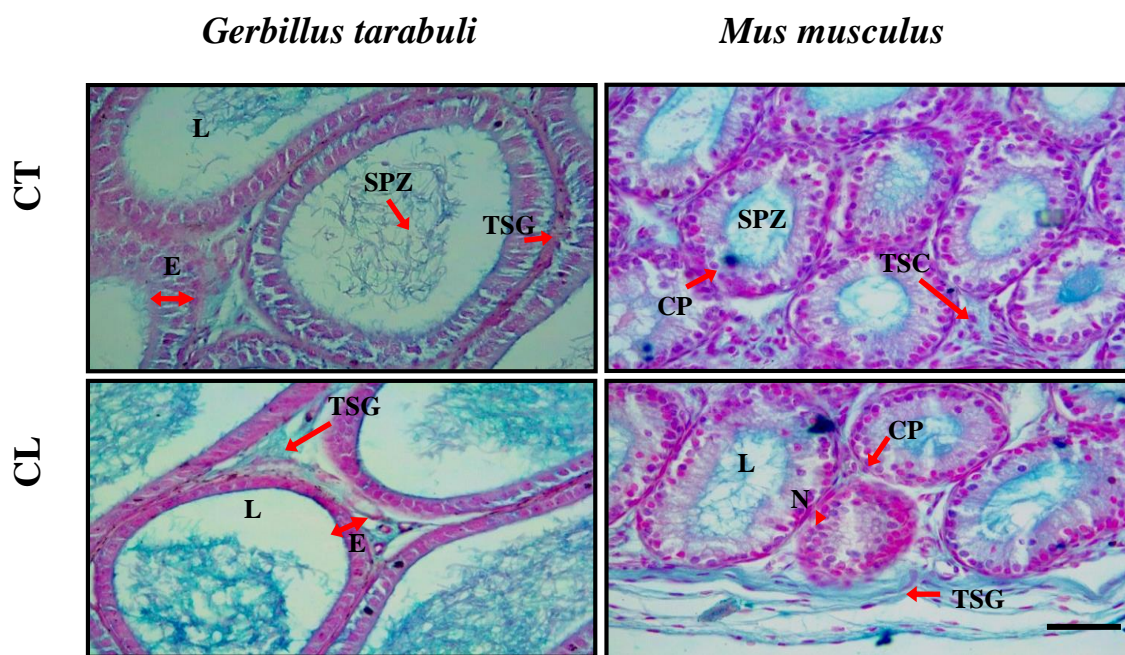 Gerbillus tarabuli
Mus musculus
CT
L
SPZ
TSG
E
SPZ
TSC
CP
CL
TSG
L
E
CP
L
N
TSG